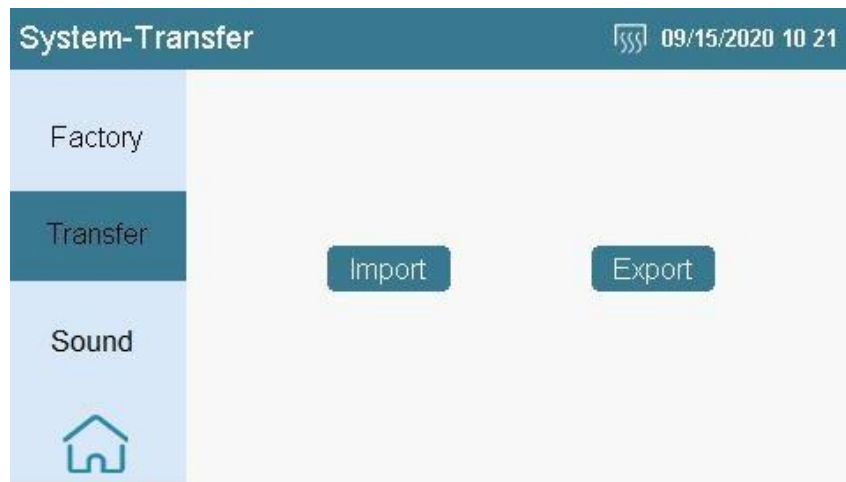 System-Transfer
09/15/2020 10 21
Factory
Transfer
Import
Export
Sound